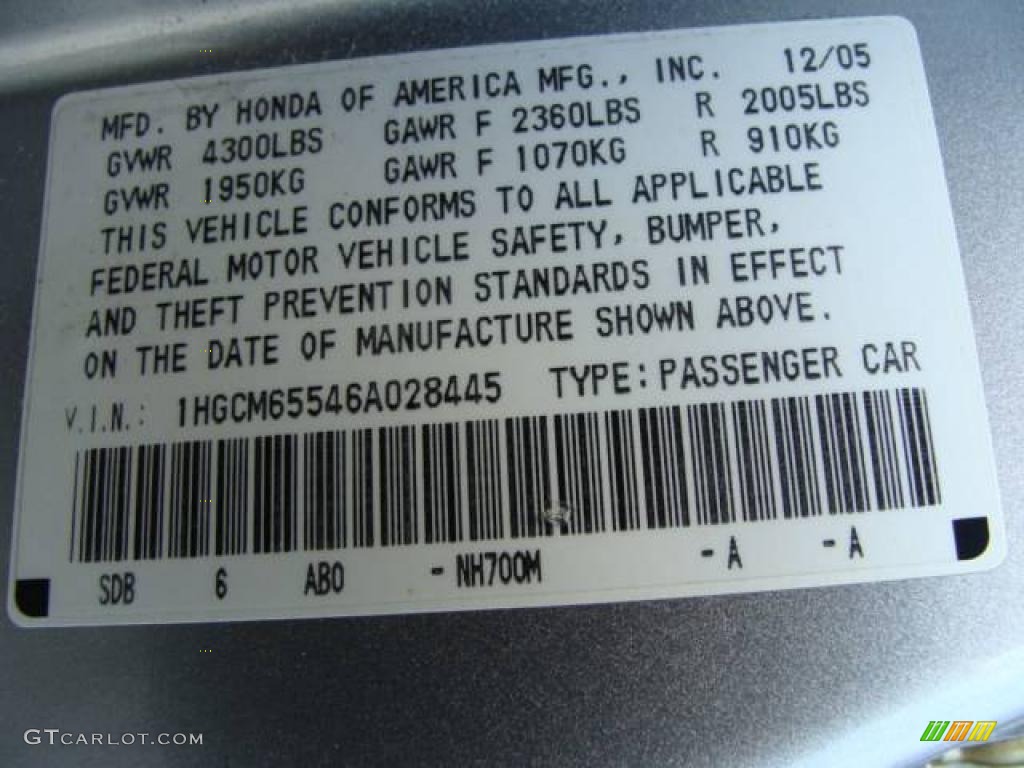 MFD. BY HONDA OF AMERICA MFG., INC. 12/05
GVWR 4300LBS GAWR F 2360LBS R 2005LBS
GVWR 1950KG GAWR F 1070KG R 910KG
THIS VEHICLE CONFORMS TO ALL APPLICABLE
FEDERAL MOTOR VEHICLE SAFETY, BUMPER,
AND THEFT PREVENTION STANDARDS IN EFFECT
ON THE DATE OF MANUFACTURE SHOWN ABOVE.
V.I.N.: 1HGCM65546A028445 TYPE:PASSENGER CAR
SDB 6 AB0 - NH700M - A - A
GTCARLOT.COM